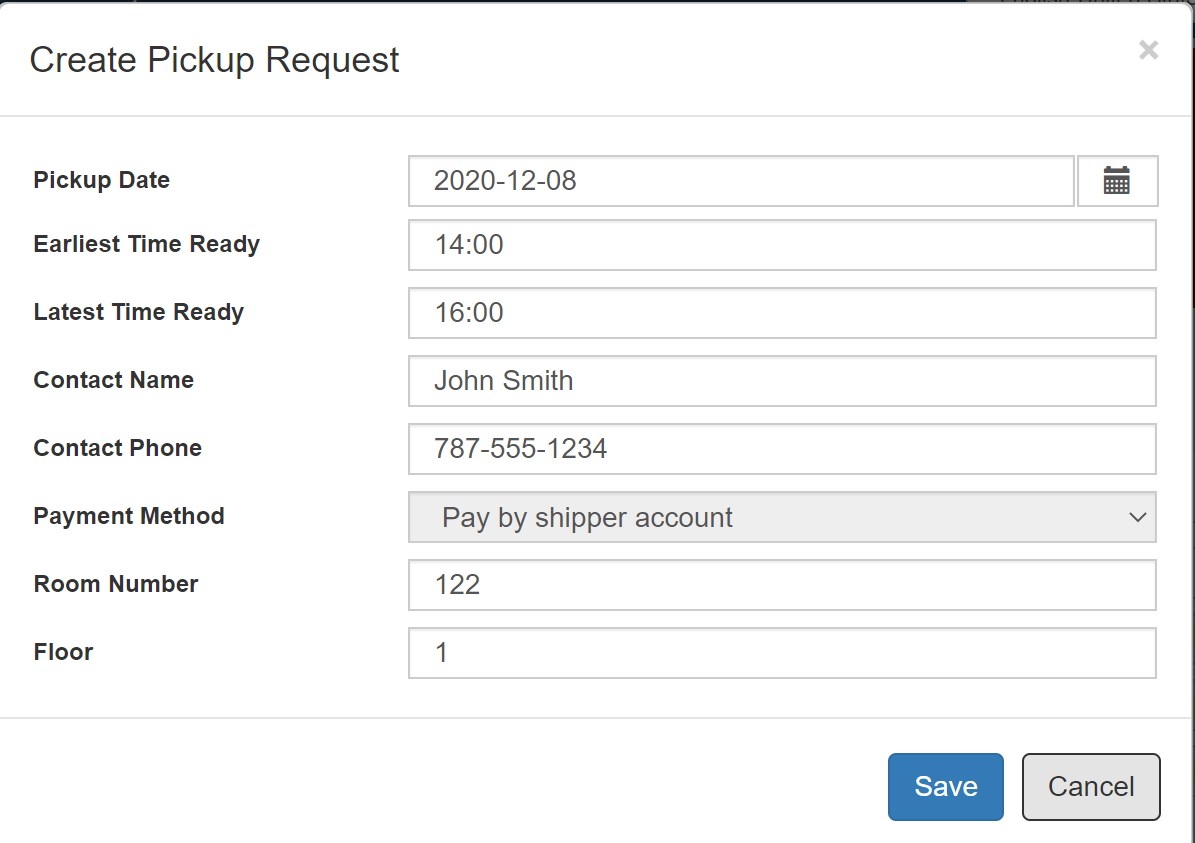 Create Pickup Request
×
Pickup Date 2020-12-08
Earliest Time Ready 14:00
Latest Time Ready 16:00
Contact Name John Smith
Contact Phone 787-555-1234
Payment Method Pay by shipper account
Room Number 122
Floor 1
Save Cancel